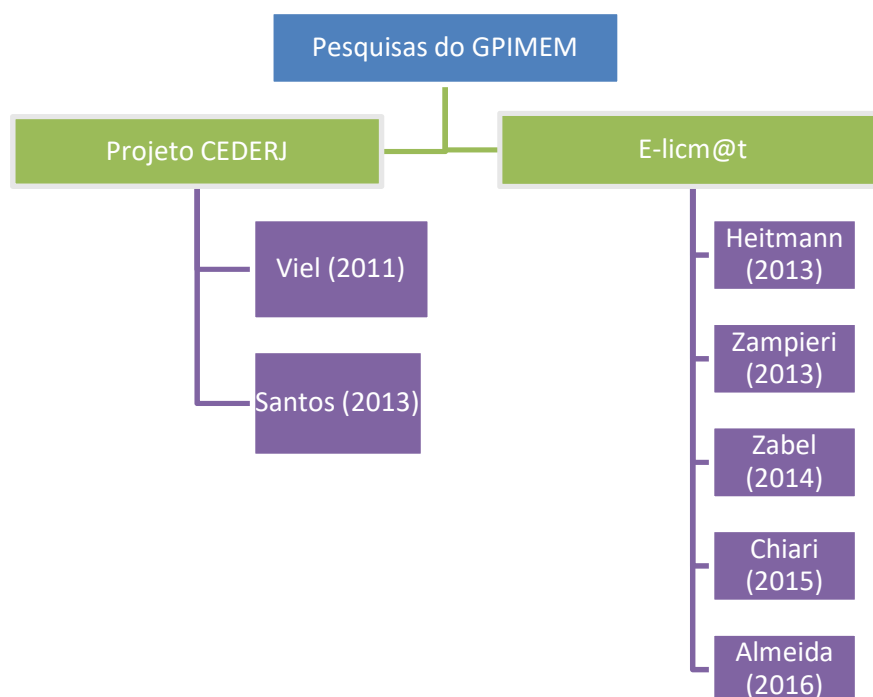 Pesquisas do GPIMEM
Projeto CEDERJ
E-licm@t
Viel (2011)
Santos (2013)
Heitmann
(2013)
Zampieri
(2013)
Zabel
(2014)
Chiari
(2015)
Almeida
(2016)